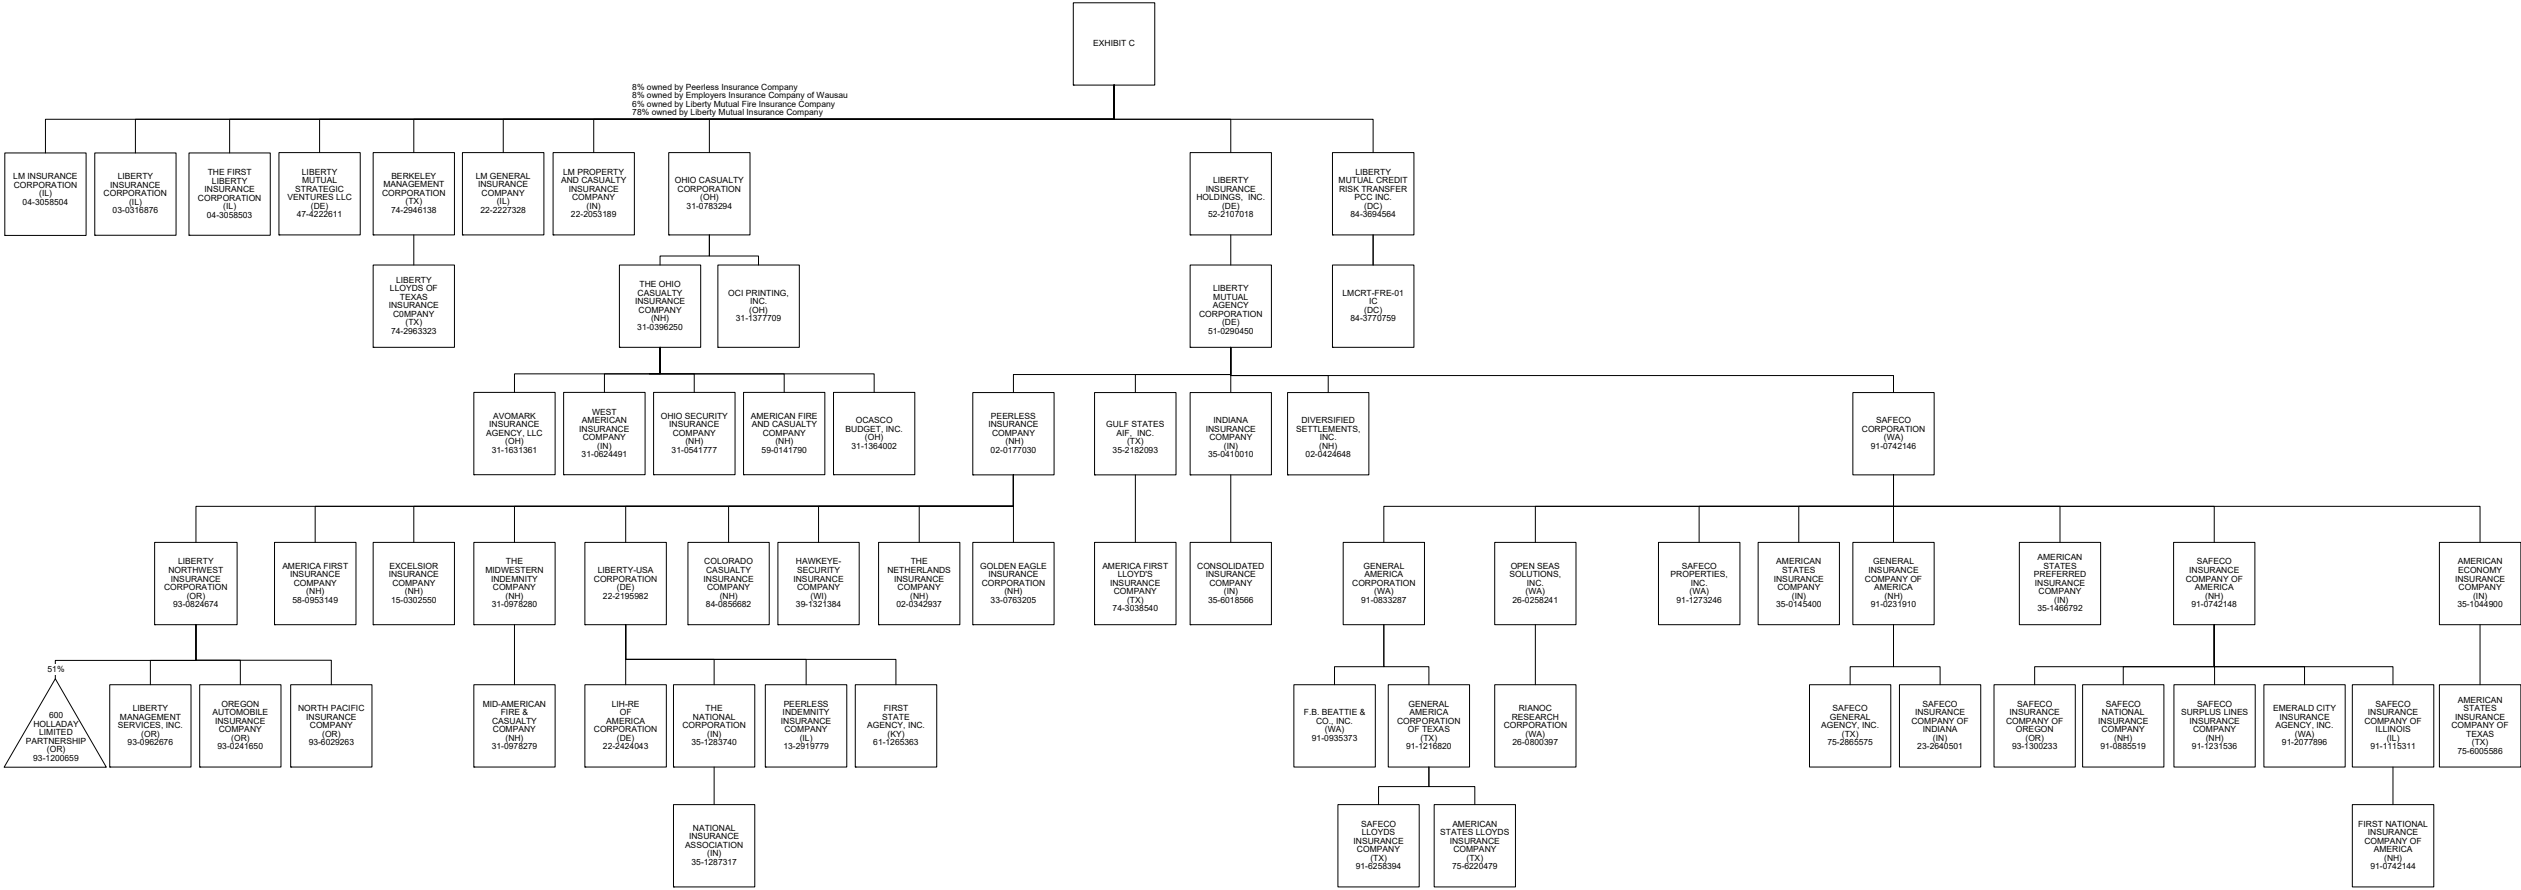 EXHIBIT C
8% owned by Peerless Insurance Company
8% owned by Employers Insurance Company of Wausau
6% owned by Liberty Mutual Fire Insurance Company
78% owned by Liberty Mutual Insurance Company
LM INSURANCE
CORPORATION
(IL)
04-3058504
LIBERTY
INSURANCE
CORPORATION
(IL)
03-0316876
THE FIRST
LIBERTY
INSURANCE
CORPORATION
(IL)
04-3058503
LIBERTY
MUTUAL
STRATEGIC
VENTURES LLC
(DE)
47-4222611
BERKELEY
MANAGEMENT
CORPORATION
(TX)
74-2946138
LM GENERAL
INSURANCE
COMPANY
(IL)
22-2227328
LM PROPERTY
AND CASUALTY
INSURANCE
COMPANY
(IN)
22-2053189
OHIO CASUALTY
CORPORATION
(OH)
31-0783294
LIBERTY
INSURANCE
HOLDINGS, INC.
(DE)
52-2107018
LIBERTY
MUTUAL CREDIT
RISK TRANSFER
PCC INC.
(DC)
84-3694564
LIBERTY
LLOYDS OF
TEXAS
INSURANCE
C0MPANY
(TX)
74-2963323
THE OHIO
CASUALTY
INSURANCE
COMPANY
(NH)
31-0396250
OCI PRINTING,
INC.
(OH)
31-1377709
LIBERTY
MUTUAL
AGENCY
CORPORATION
(DE)
51-0290450
LMCRT-FRE-01
IC
(DC)
84-3770759
AVOMARK
INSURANCE
AGENCY, LLC
(OH)
31-1631361
WEST
AMERICAN
INSURANCE
COMPANY
(IN)
31-0624491
OHIO SECURITY
INSURANCE
COMPANY
(NH)
31-0541777
AMERICAN FIRE
AND CASUALTY
COMPANY
(NH)
59-0141790
OCASCO
BUDGET, INC.
(OH)
31-1364002
PEERLESS
INSURANCE
COMPANY
(NH)
02-0177030
GULF STATES
AIF, INC.
(TX)
35-2182093
INDIANA
INSURANCE
COMPANY
(IN)
35-0410010
DIVERSIFIED
SETTLEMENTS,
INC.
(NH)
02-0424648
SAFECO
CORPORATION
(WA)
91-0742146
LIBERTY
NORTHWEST
INSURANCE
CORPORATION
(OR)
93-0824674
AMERICA FIRST
INSURANCE
COMPANY
(NH)
58-0953149
EXCELSIOR
INSURANCE
COMPANY
(NH)
15-0302550
THE
MIDWESTERN
INDEMNITY
COMPANY
(NH)
31-0978280
LIBERTY-USA
CORPORATION
(DE)
22-2195982
COLORADO
CASUALTY
INSURANCE
COMPANY
(NH)
84-0856682
HAWKEYE-
SECURITY
INSURANCE
COMPANY
(WI)
39-1321384
THE
NETHERLANDS
INSURANCE
COMPANY
(NH)
02-0342937
GOLDEN EAGLE
INSURANCE
CORPORATION
(NH)
33-0763205
AMERICA FIRST
LLOYD'S
INSURANCE
COMPANY
(TX)
74-3038540
CONSOLIDATED
INSURANCE
COMPANY
(IN)
35-6018566
GENERAL
AMERICA
CORPORATION
(WA)
91-0833287
OPEN SEAS
SOLUTIONS,
INC.
(WA)
26-0258241
SAFECO
PROPERTIES,
INC.
(WA)
91-1273246
AMERICAN
STATES
INSURANCE
COMPANY
(IN)
35-0145400
GENERAL
INSURANCE
COMPANY OF
AMERICA
(NH)
91-0231910
AMERICAN
STATES
PREFERRED
INSURANCE
COMPANY
(IN)
35-1466792
SAFECO
INSURANCE
COMPANY OF
AMERICA
(NH)
91-0742148
AMERICAN
ECONOMY
INSURANCE
COMPANY
(IN)
35-1044900
51%
600
HOLLADAY
LIMITED
PARTNERSHIP
(OR)
93-1200659
LIBERTY
MANAGEMENT
SERVICES, INC.
(OR)
93-0962676
OREGON
AUTOMOBILE
INSURANCE
COMPANY
(OR)
93-0241650
NORTH PACIFIC
INSURANCE
COMPANY
(OR)
93-6029263
MID-AMERICAN
FIRE &
CASUALTY
COMPANY
(NH)
31-0978279
LIH-RE
OF
AMERICA
CORPORATION
(DE)
22-2424043
THE
NATIONAL
CORPORATION
(IN)
35-1283740
PEERLESS
INDEMNITY
INSURANCE
COMPANY
(IL)
13-2919779
FIRST
STATE
AGENCY, INC.
(KY)
61-1265363
F.B. BEATTIE &
CO., INC.
(WA)
91-0935373
GENERAL
AMERICA
CORPORATION
OF TEXAS
(TX)
91-1216820
RIANOC
RESEARCH
CORPORATION
(WA)
26-0800397
SAFECO
GENERAL
AGENCY, INC.
(TX)
75-2865575
SAFECO
INSURANCE
COMPANY OF
INDIANA
(IN)
23-2640501
SAFECO
INSURANCE
COMPANY OF
OREGON
(OR)
93-1300233
SAFECO
NATIONAL
INSURANCE
COMPANY
(NH)
91-0885519
SAFECO
SURPLUS LINES
INSURANCE
COMPANY
(NH)
91-1231536
EMERALD CITY
INSURANCE
AGENCY, INC.
(WA)
91-2077896
SAFECO
INSURANCE
COMPANY OF
ILLINOIS
(IL)
91-1115311
AMERICAN
STATES
INSURANCE
COMPANY OF
TEXAS
(TX)
75-6005586
NATIONAL
INSURANCE
ASSOCIATION
(IN)
35-1287317
SAFECO
LLOYDS
INSURANCE
COMPANY
(TX)
91-6258394
AMERICAN
STATES LLOYDS
INSURANCE
COMPANY
(TX)
75-6220479
FIRST NATIONAL
INSURANCE
COMPANY OF
AMERICA
(NH)
91-0742144